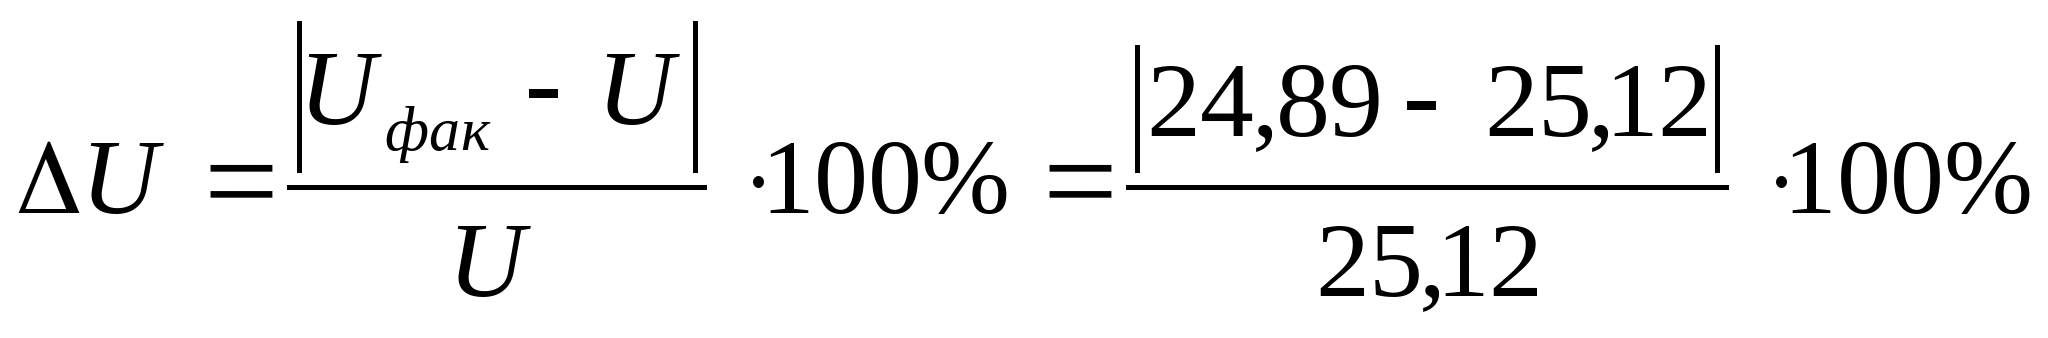 ΔU = |U_фак - U| / U ·100% = |24,89 - 25,12| / 25,12 ·100%